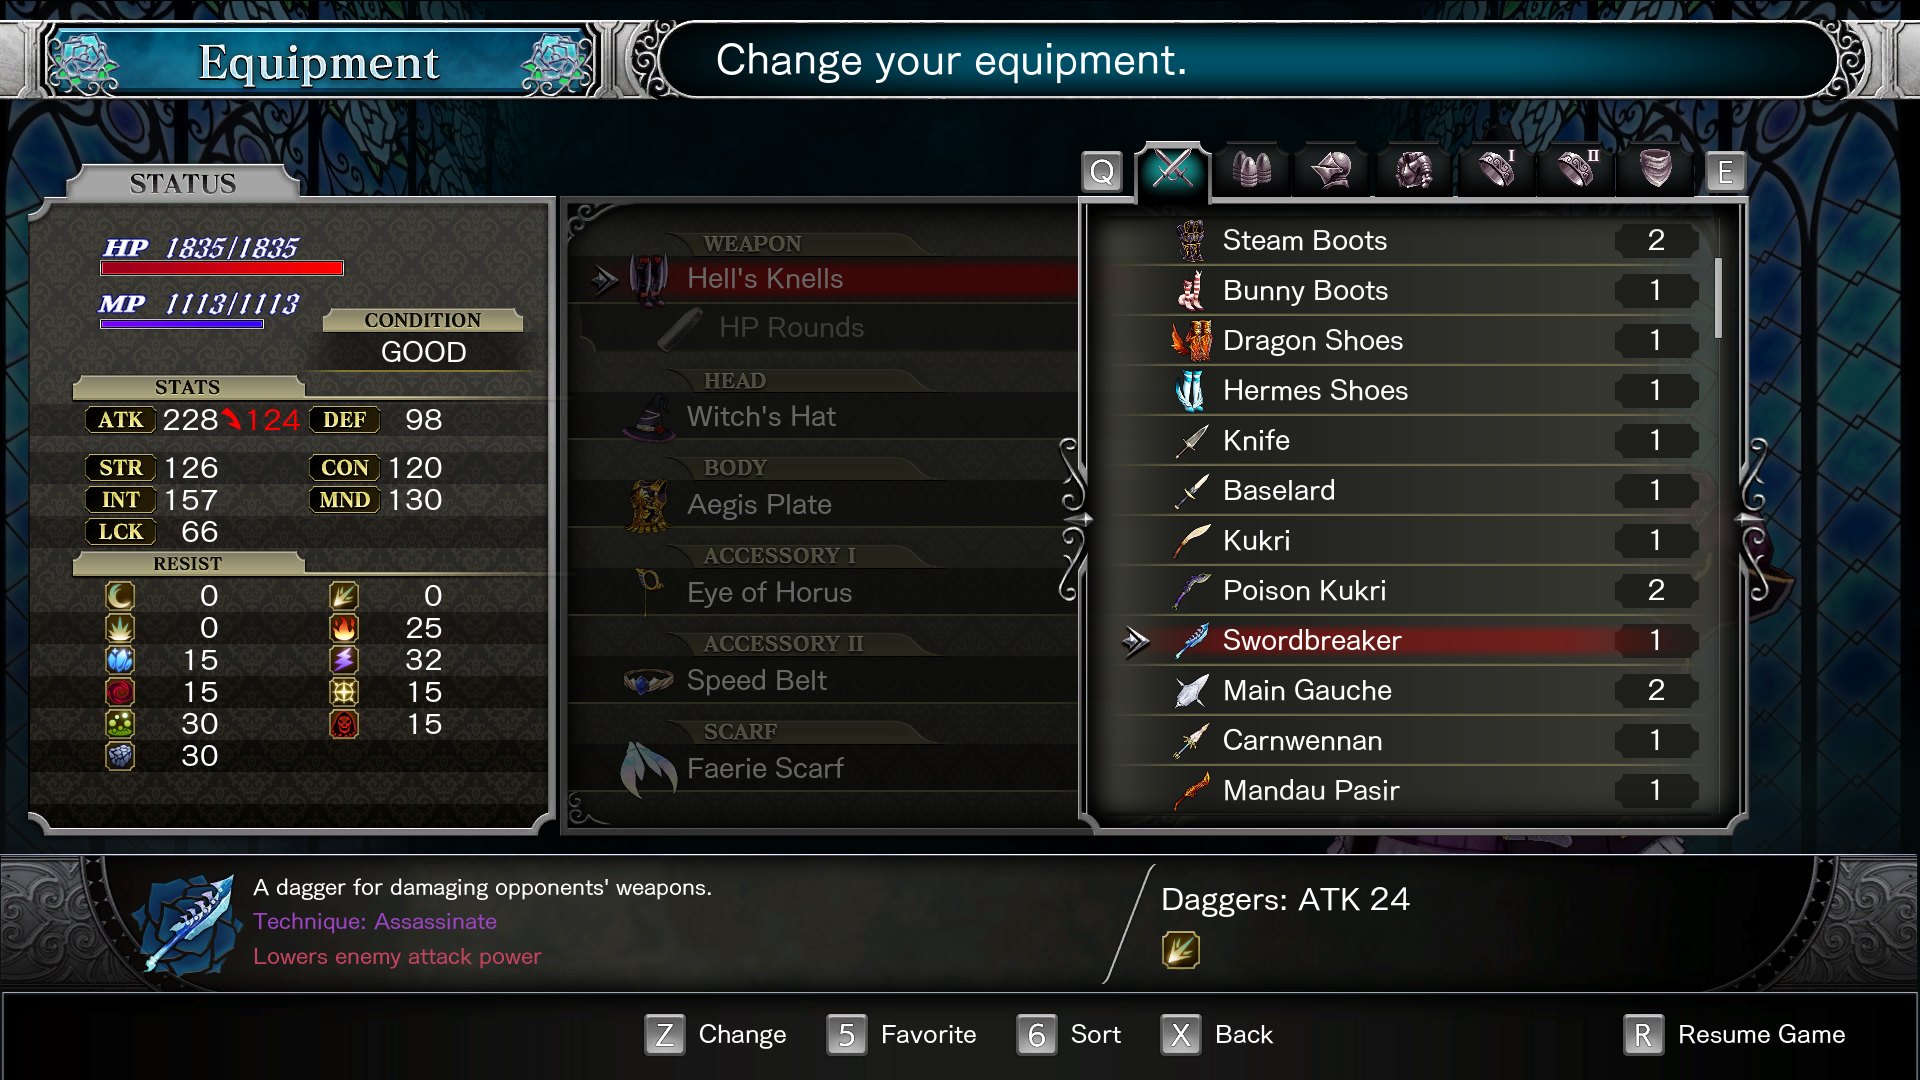 Equipment
Change your equipment.
STATUS
HP 1835/1835
MP 1113/1113
CONDITION
GOOD
STATS
ATK 228 124 DEF 98
STR 126 CON 120
INT 157 MND 130
LCK 66
RESIST
0 0
0 25
15 32
15 15
30 15
30
WEAPON
Hell's Knells
HP Rounds
HEAD
Witch's Hat
BODY
Aegis Plate
ACCESSORY I
Eye of Horus
ACCESSORY II
Speed Belt
SCARF
Faerie Scarf
Q I II E
Steam Boots 2
Bunny Boots 1
Dragon Shoes 1
Hermes Shoes 1
Knife 1
Baselard 1
Kukri 1
Poison Kukri 2
Swordbreaker 1
Main Gauche 2
Carnwennan 1
Mandau Pasir 1
A dagger for damaging opponents' weapons.
Technique: Assassinate
Lowers enemy attack power
Daggers: ATK 24
Z Change 5 Favorite 6 Sort X Back R Resume Game